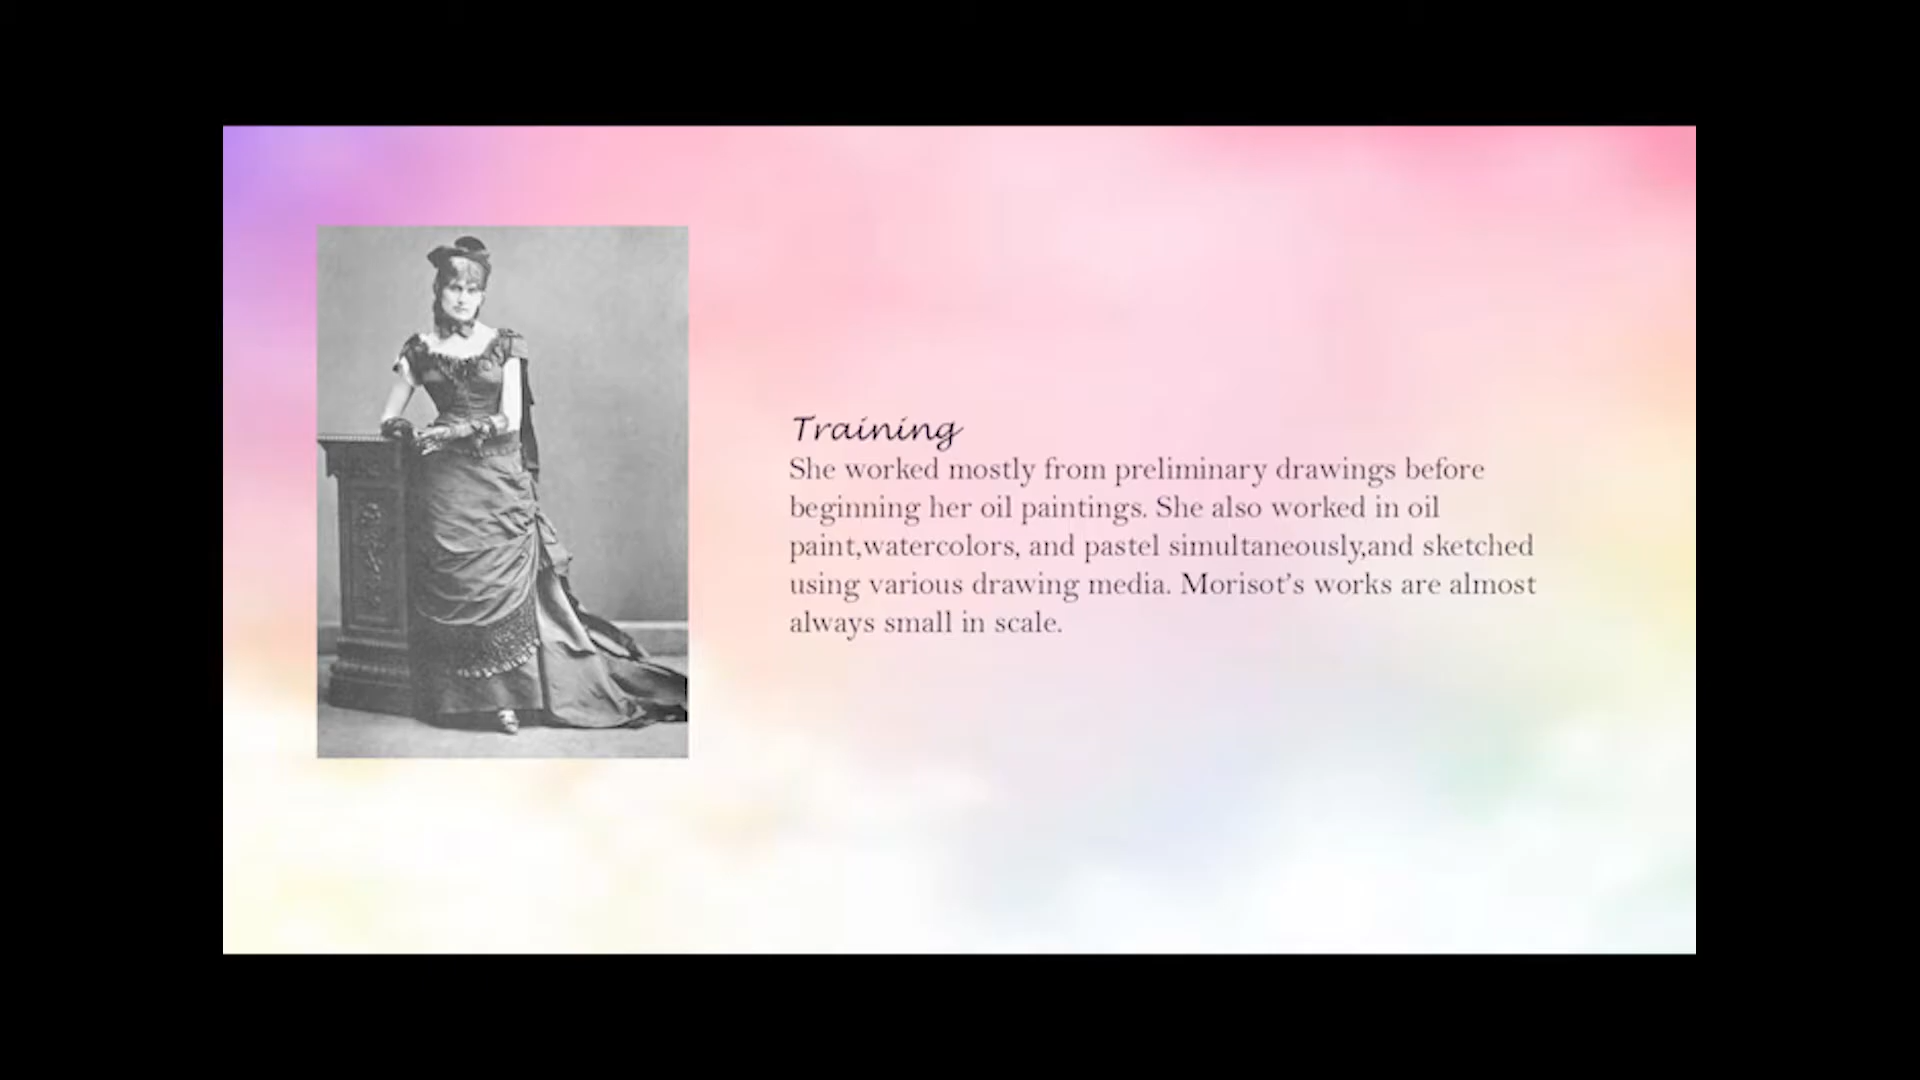 Training
She worked mostly from preliminary drawings before
beginning her oil paintings. She also worked in oil
paint,watercolors, and pastel simultaneously,and sketched
using various drawing media. Morisot's works are almost
always small in scale.